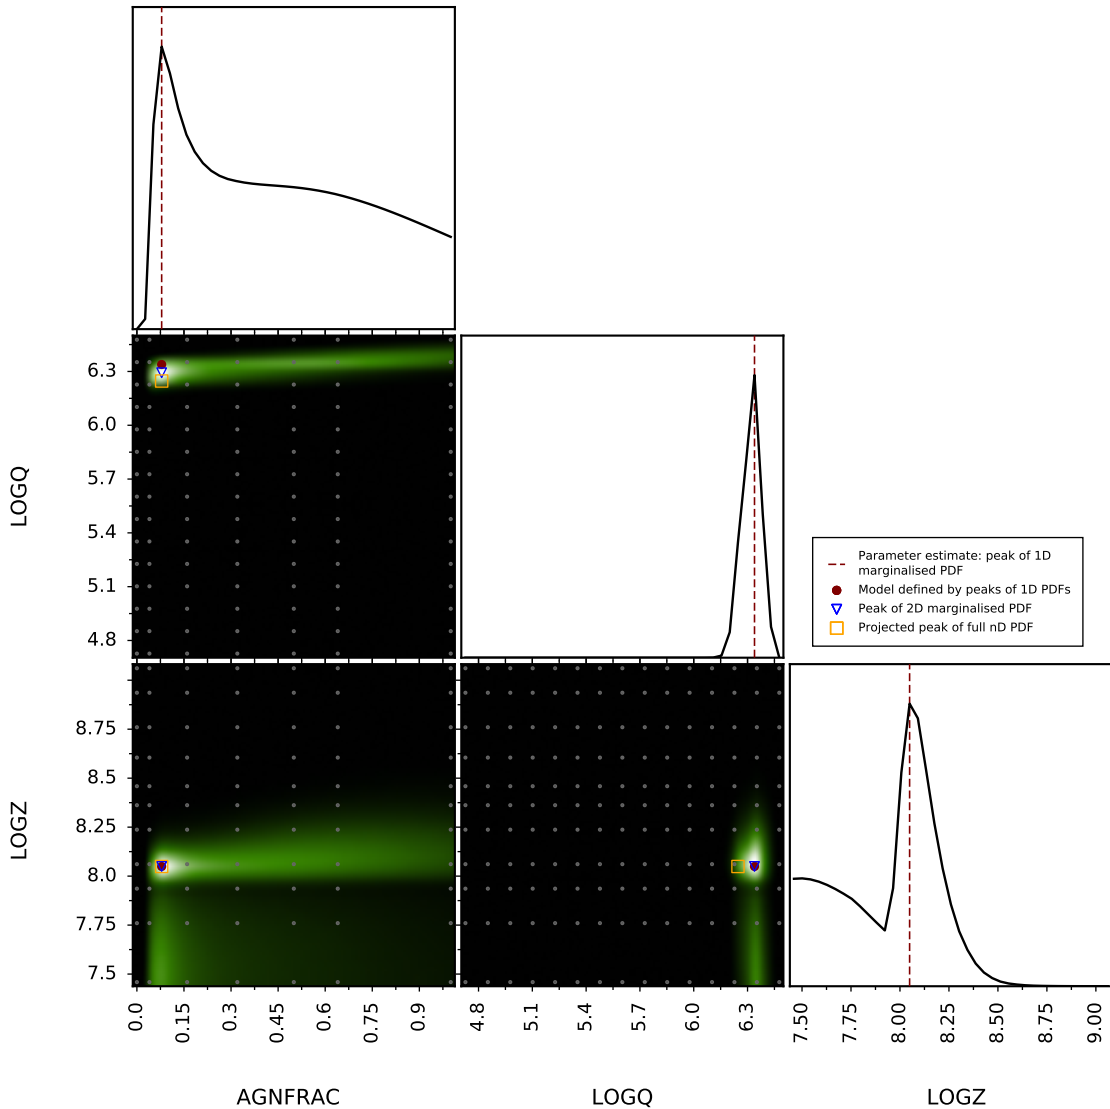 6.3
6.0
5.7
5.4
5.1
4.8
LOGQ
Parameter estimate: peak of 1D
marginalised PDF
Model defined by peaks of 1D PDFs
Peak of 2D marginalised PDF
Projected peak of full nD PDF
8.75
8.5
8.25
8.0
7.75
7.5
LOGZ
0.0 0.15 0.3 0.45 0.6 0.75 0.9
4.8 5.1 5.4 5.7 6.0 6.3
7.50 7.75 8.00 8.25 8.50 8.75 9.00
AGNFRAC LOGQ LOGZ